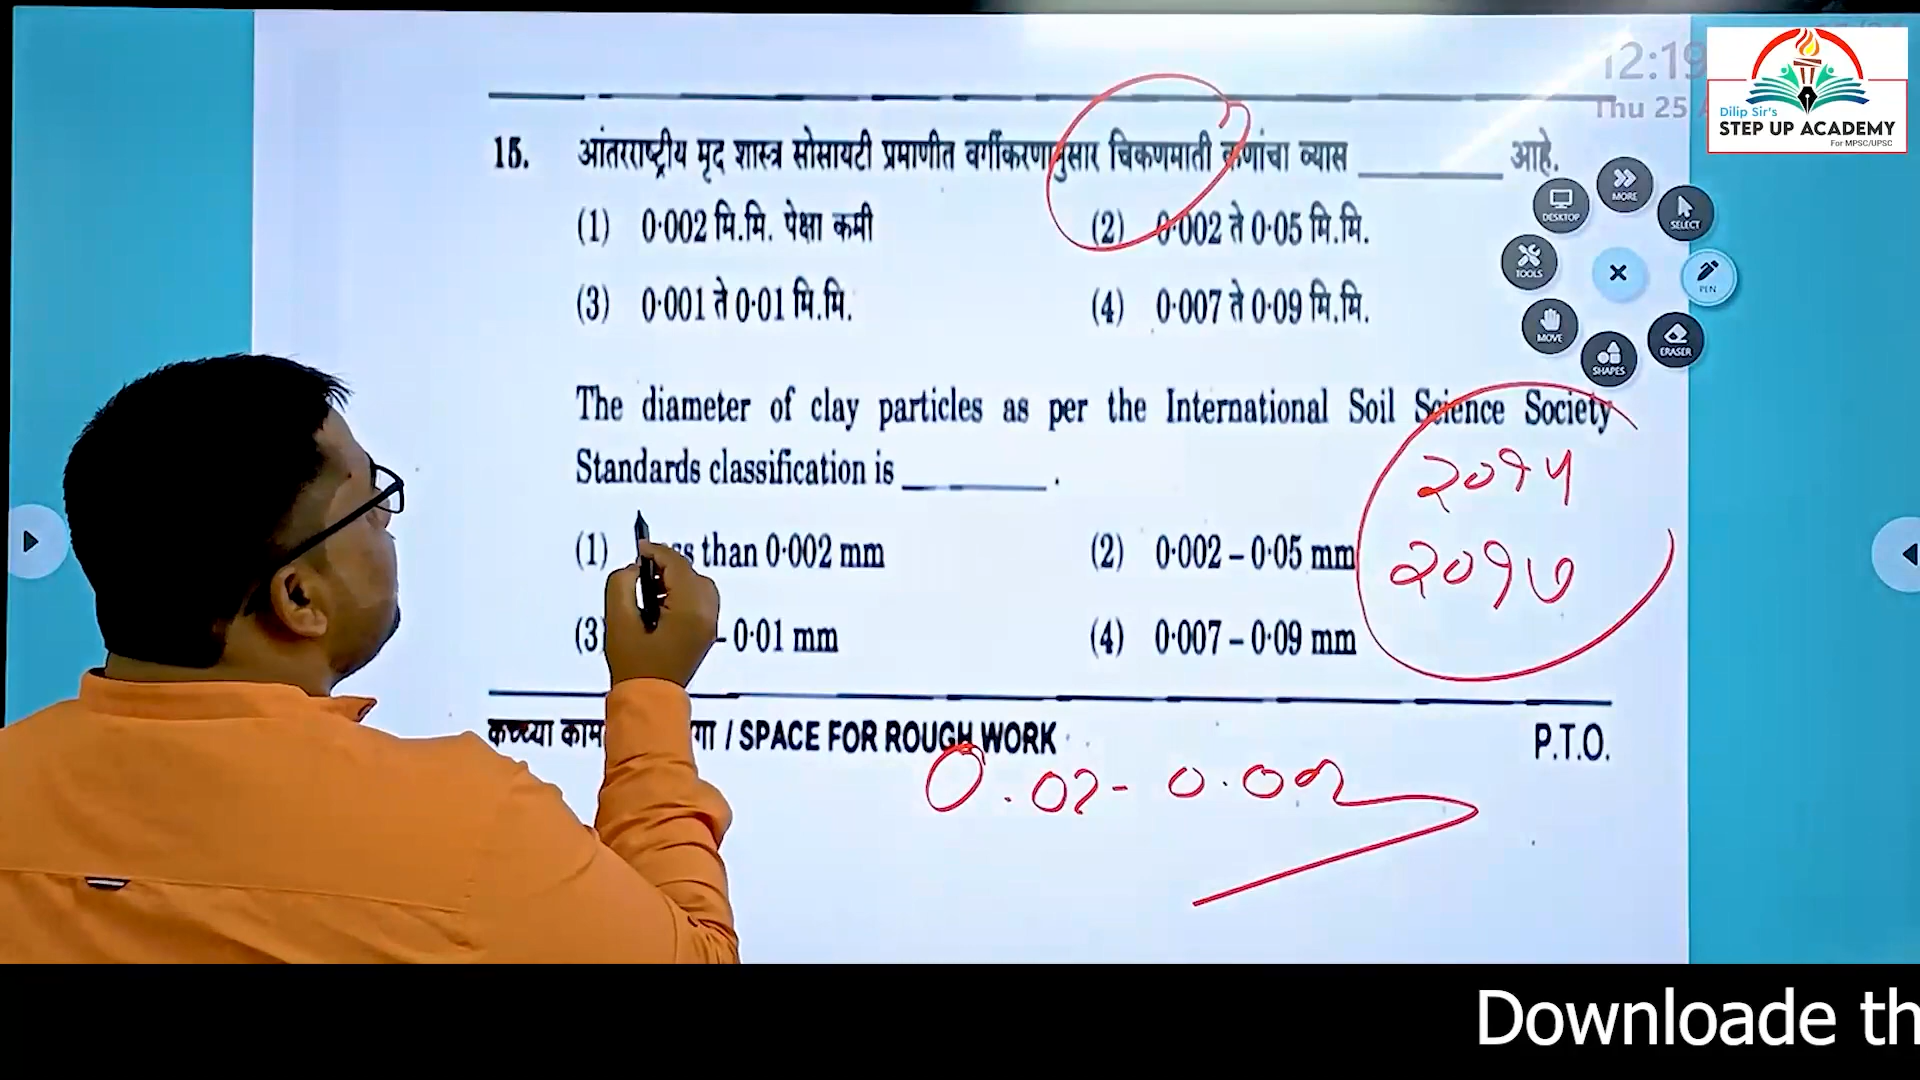 12:19
Thu 25
Dilip Sir's
STEP UP ACADEMY
For MPSC/UPSC
15. आंतरराष्ट्रीय मृद शास्त्र सोसायटी प्रमाणीत वर्गीकरणानुसार चिकणमाती कणांचा व्यास ________ आहे.
(1) 0·002 मि.मि. पेक्षा कमी (2) 0·002 ते 0·05 मि.मि.
(3) 0·001 ते 0·01 मि.मि. (4) 0·007 ते 0·09 मि.मि.
MORE
DESKTOP
SELECT
TOOLS
PEN
MOVE
ERASER
SHAPES
The diameter of clay particles as per the International Soil Science Society
Standards classification is ________ .
(1) than 0·002 mm (2) 0·002 – 0·05 mm
(3) – 0·01 mm (4) 0·007 – 0·09 mm
२०१५
२०१७
कच्च्या / SPACE FOR ROUGH WORK P.T.O.
0.02-0.002
Downloade th